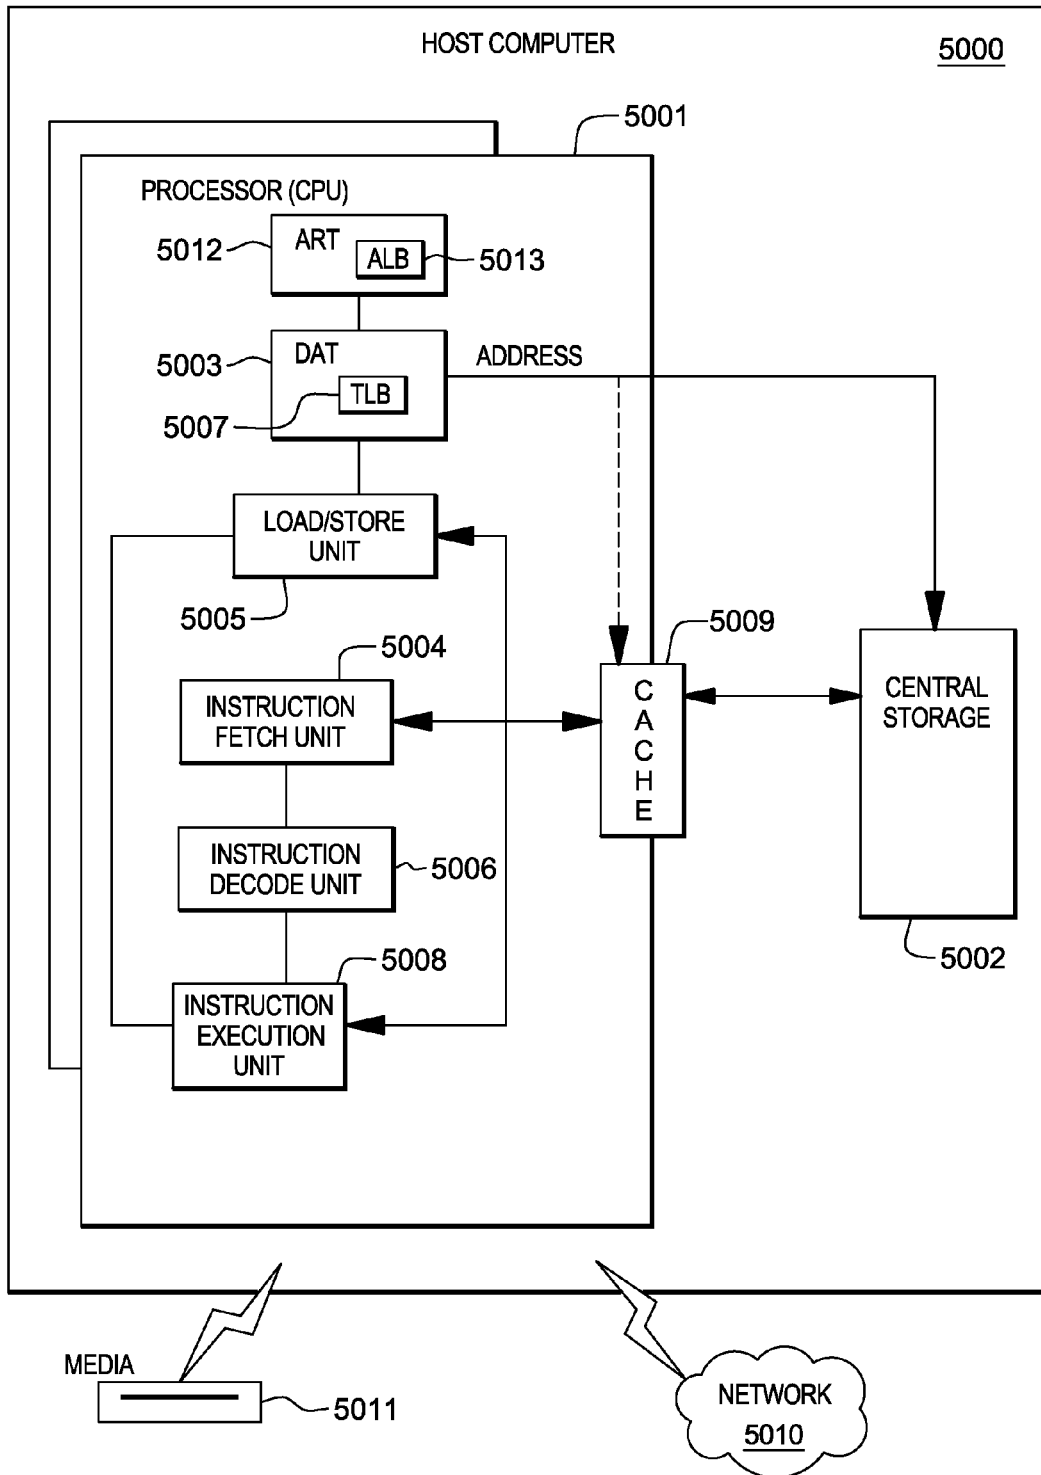 HOST COMPUTER
5000
5001
PROCESSOR (CPU)
5012
ART
ALB
5013
5003
DAT
ADDRESS
TLB
5007
LOAD/STORE
UNIT
5005
5004
5009
INSTRUCTION
FETCH UNIT
C
A
C
H
E
CENTRAL
STORAGE
INSTRUCTION
DECODE UNIT
5006
5002
5008
INSTRUCTION
EXECUTION
UNIT
MEDIA
5011
NETWORK
5010